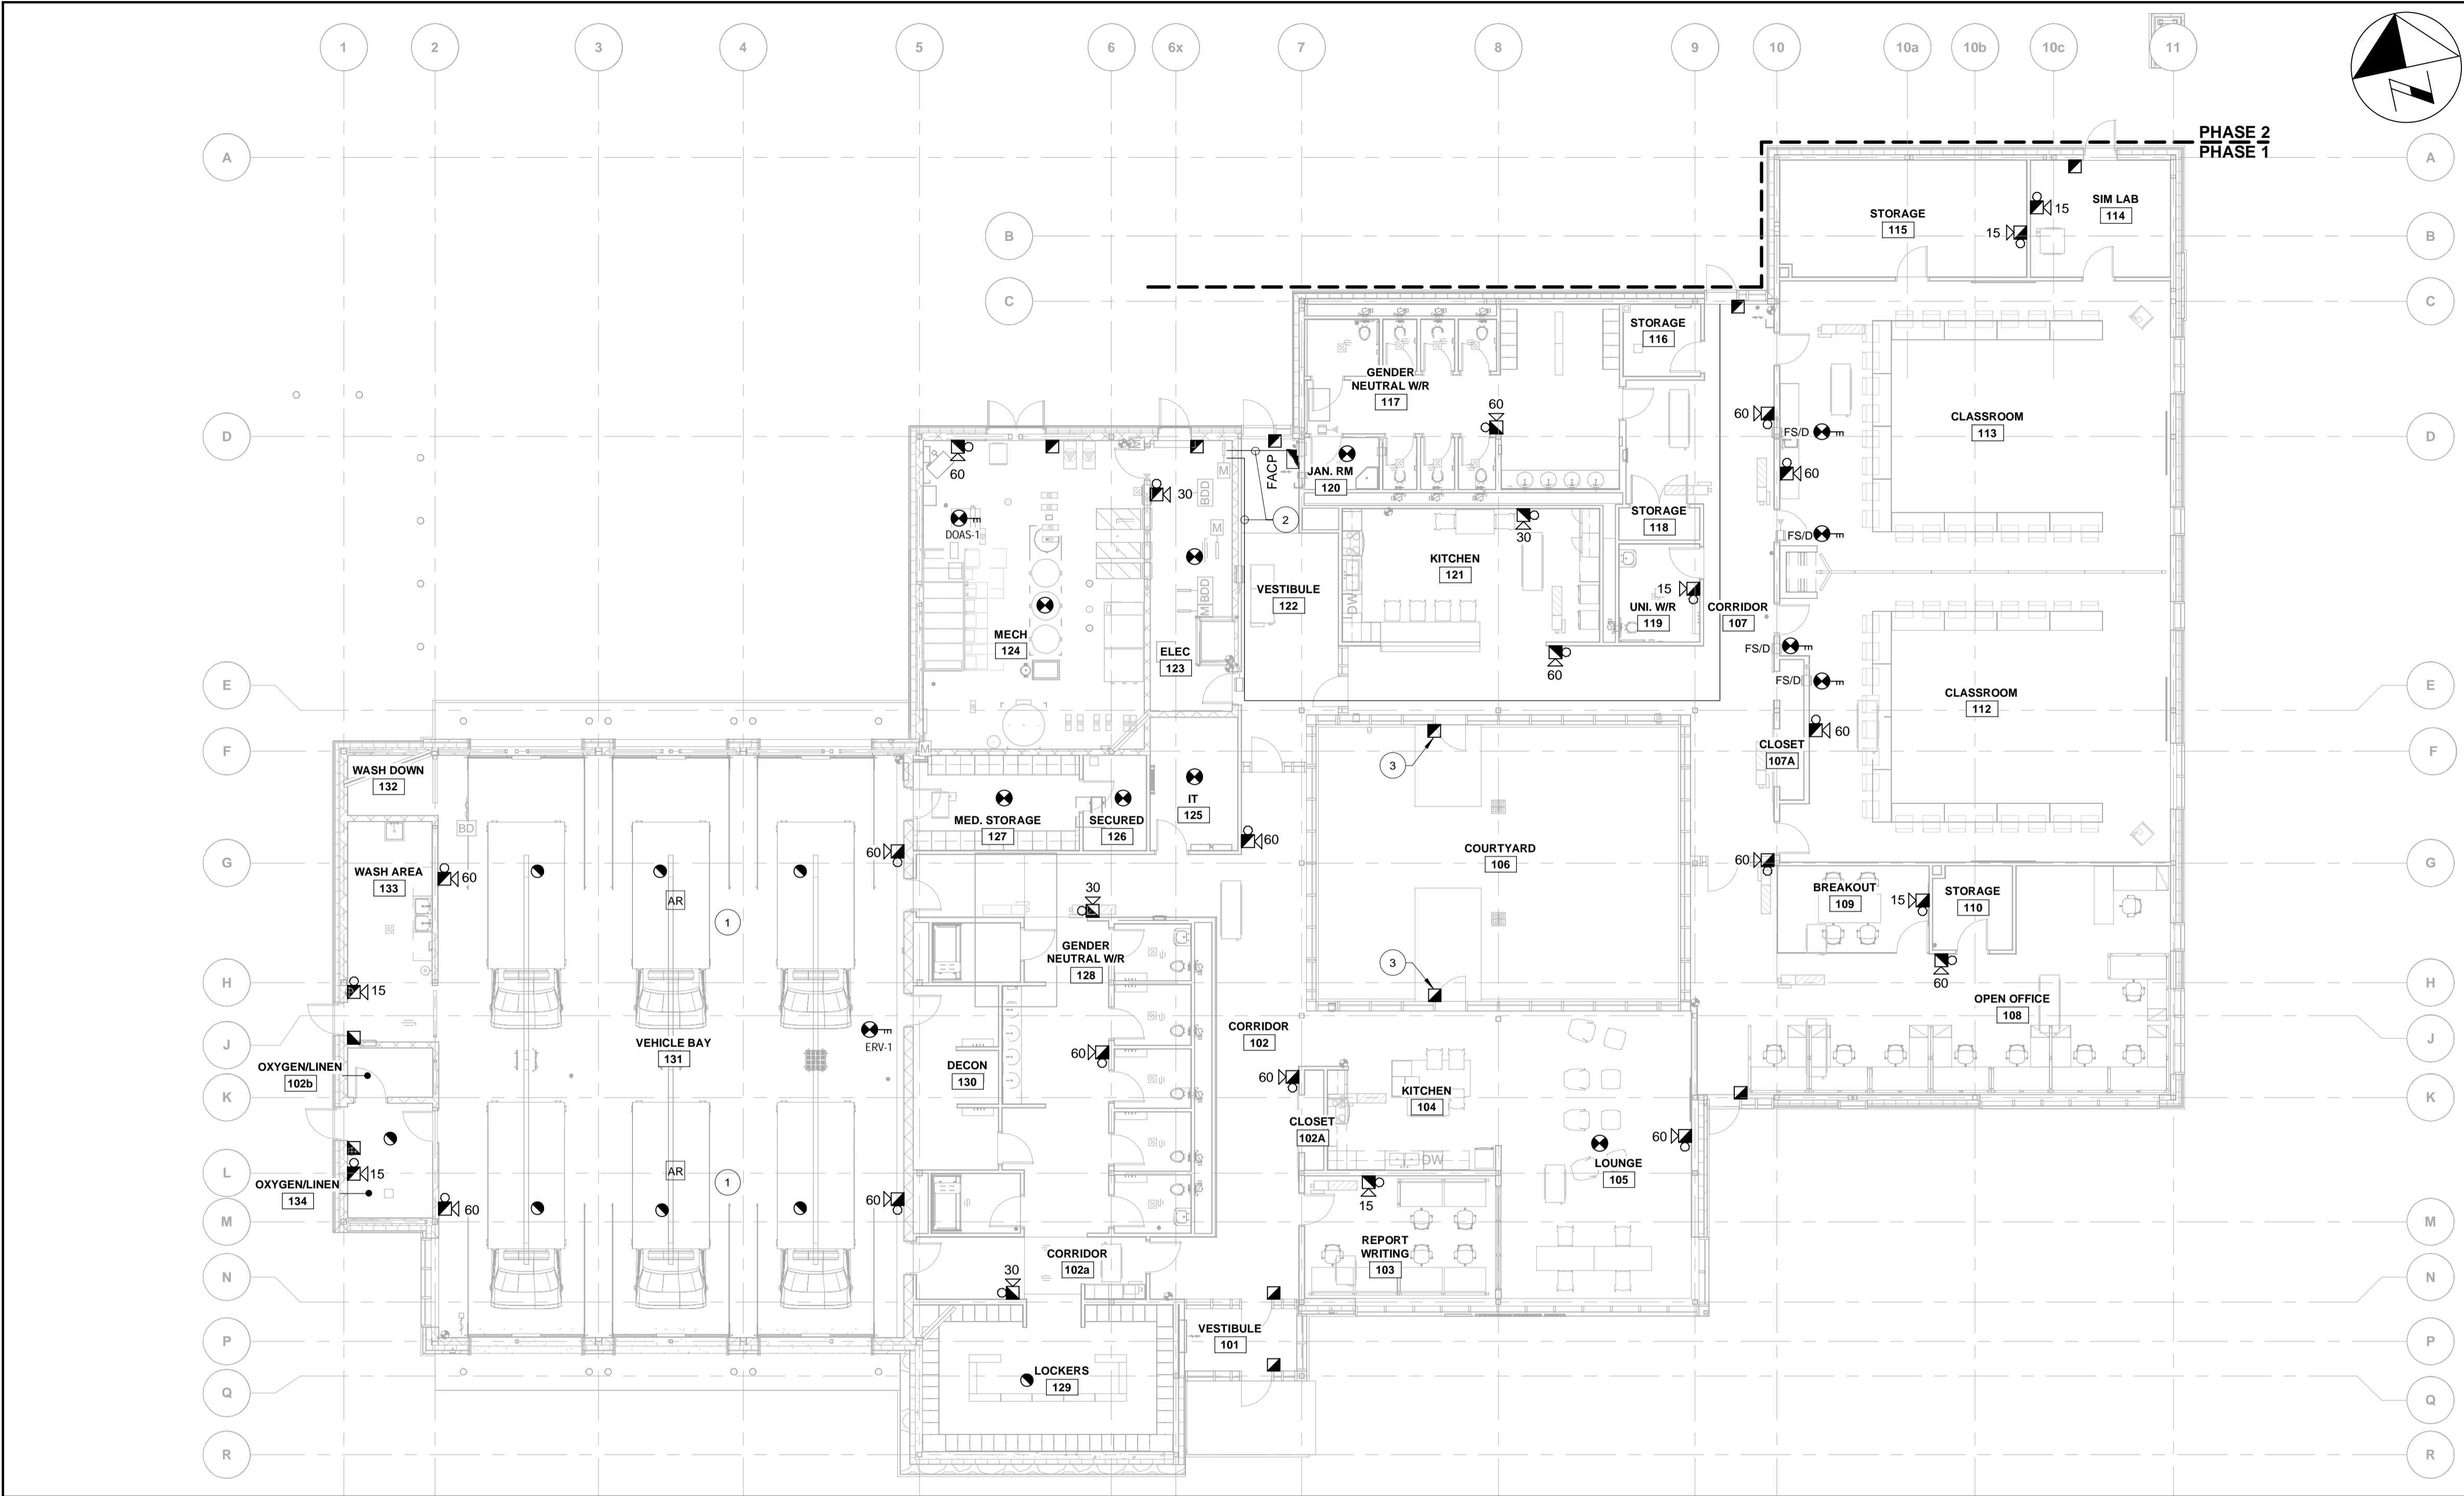 1 2 3 4 5 6 6x 7 8 9 10 10a 10b 10c 11
N
PHASE 2
PHASE 1
A A
SIM LAB
114
15
STORAGE
115
15
B B
C C
STORAGE
116
GENDER
NEUTRAL W/R
117
60
60
CLASSROOM
113
FS/D
D D
60
FACP
JAN. RM
120
60
M
30
BDD
2
DOAS-1
M
STORAGE
118
30
FS/D
KITCHEN
121
VESTIBULE
122
15
DW
BDD
M
UNI. W/R
119
CORRIDOR
107
MECH
124
ELEC
123
FS/D
60
FS/D
E E
CLASSROOM
112
60
CLOSET
107A
F F
M
3
WASH DOWN
132
IT
125
MED. STORAGE
127
SECURED
126
BD
60
60
COURTYARD
106
60
G G
WASH AREA
133
60
30
BREAKOUT
109
15
STORAGE
110
AR
1
GENDER
NEUTRAL W/R
128
3
60
H H
15
OPEN OFFICE
108
CORRIDOR
102
VEHICLE BAY
131
ERV-1
J J
60
OXYGEN/LINEN
102b
DECON
130
60
KITCHEN
104
K K
CLOSET
102A
60
DW
LOUNGE
105
L L
15
AR
1
OXYGEN/LINEN
134
60
60
15
M M
REPORT
WRITING
103
CORRIDOR
102a
30
N N
VESTIBULE
101
P P
LOCKERS
129
Q Q
R R